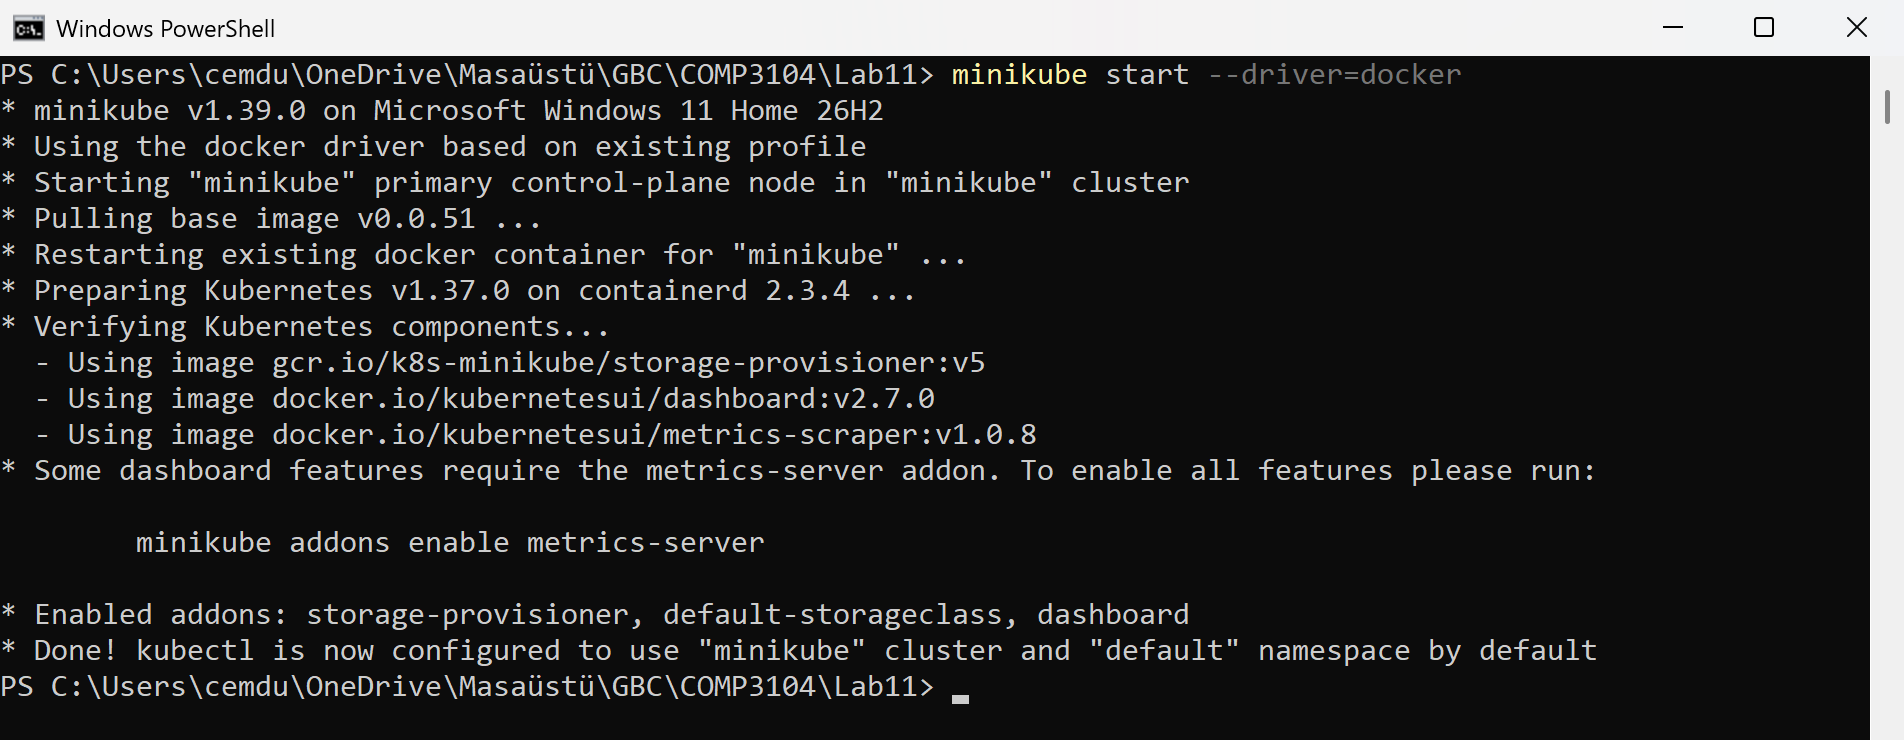 Windows PowerShell
PS C:\Users\cemdu\OneDrive\Masaüstü\GBC\COMP3104\Lab11> minikube start --driver=docker
* minikube v1.39.0 on Microsoft Windows 11 Home 26H2
* Using the docker driver based on existing profile
* Starting "minikube" primary control-plane node in "minikube" cluster
* Pulling base image v0.0.51 ...
* Restarting existing docker container for "minikube" ...
* Preparing Kubernetes v1.37.0 on containerd 2.3.4 ...
* Verifying Kubernetes components...
  - Using image gcr.io/k8s-minikube/storage-provisioner:v5
  - Using image docker.io/kubernetesui/dashboard:v2.7.0
  - Using image docker.io/kubernetesui/metrics-scraper:v1.0.8
* Some dashboard features require the metrics-server addon. To enable all features please run:
        minikube addons enable metrics-server
* Enabled addons: storage-provisioner, default-storageclass, dashboard
* Done! kubectl is now configured to use "minikube" cluster and "default" namespace by default
PS C:\Users\cemdu\OneDrive\Masaüstü\GBC\COMP3104\Lab11>